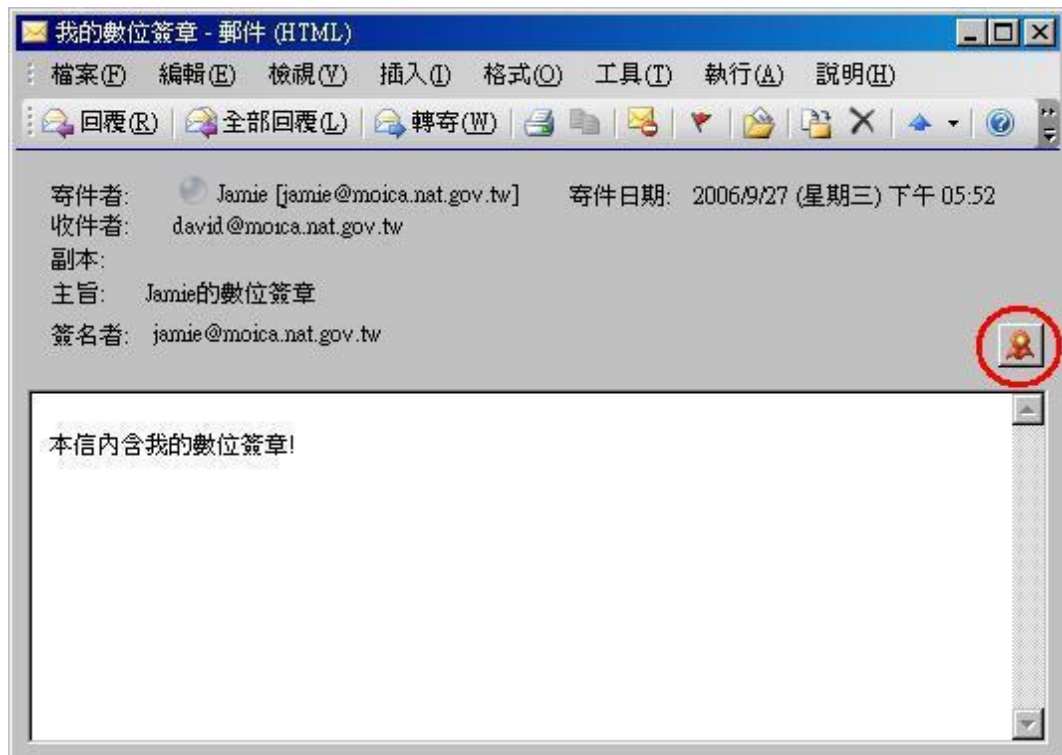 我的數位簽章 - 郵件 (HTML)
檔案(F) 編輯(E) 檢視(V) 插入(I) 格式(O) 工具(T) 執行(A) 說明(H)
回覆(R) 全部回覆(L) 轉寄(W)
寄件者: Jamie [jamie@moica.nat.gov.tw] 寄件日期: 2006/9/27 (星期三) 下午 05:52
收件者: david@moica.nat.gov.tw
副本:
主旨: Jamie的數位簽章
簽名者: jamie@moica.nat.gov.tw
本信內含我的數位簽章!